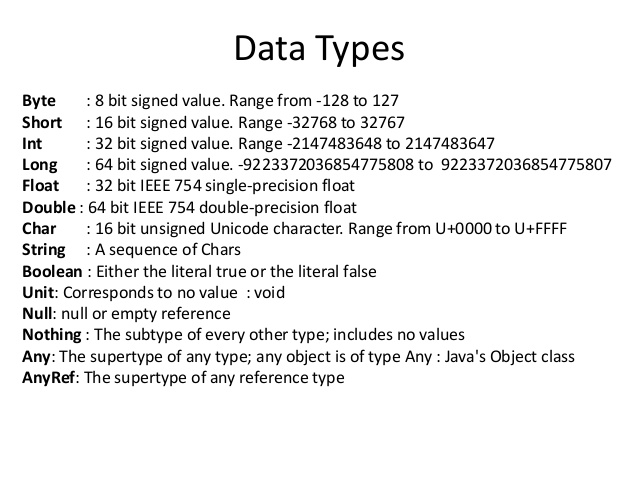 Data Types
Byte : 8 bit signed value. Range from -128 to 127
Short : 16 bit signed value. Range -32768 to 32767
Int : 32 bit signed value. Range -2147483648 to 2147483647
Long : 64 bit signed value. -9223372036854775808 to 9223372036854775807
Float : 32 bit IEEE 754 single-precision float
Double : 64 bit IEEE 754 double-precision float
Char : 16 bit unsigned Unicode character. Range from U+0000 to U+FFFF
String : A sequence of Chars
Boolean : Either the literal true or the literal false
Unit: Corresponds to no value : void
Null: null or empty reference
Nothing : The subtype of every other type; includes no values
Any: The supertype of any type; any object is of type Any : Java's Object class
AnyRef: The supertype of any reference type